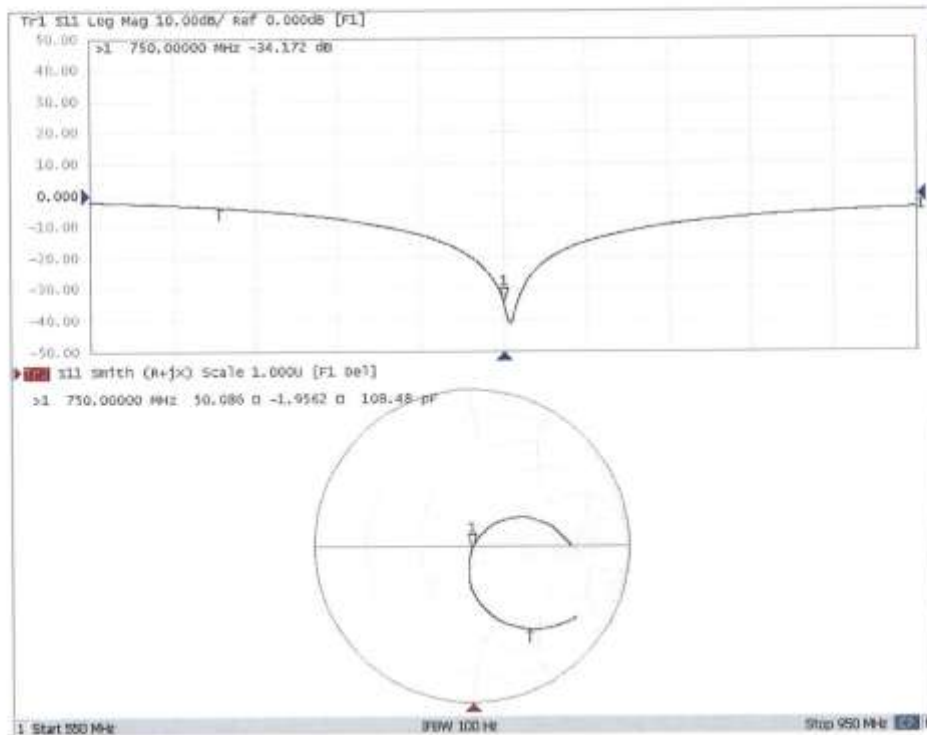 Tr1 S11 Log Mag 10.00dB/ Ref 0.000dB [F1]
50.00
>1 750.00000 MHz -34.172 dB
40.00
30.00
20.00
10.00
0.000
-10.00
-20.00
-30.00
-40.00
-50.00
1
1
S11 Smith (R+jX) Scale 1.000U [F1 Del]
>1 750.00000 MHz 50.086 Ω -1.9562 Ω 108.48 pF
1
1 Start 550 MHz IFBW 100 Hz Stop 950 MHz